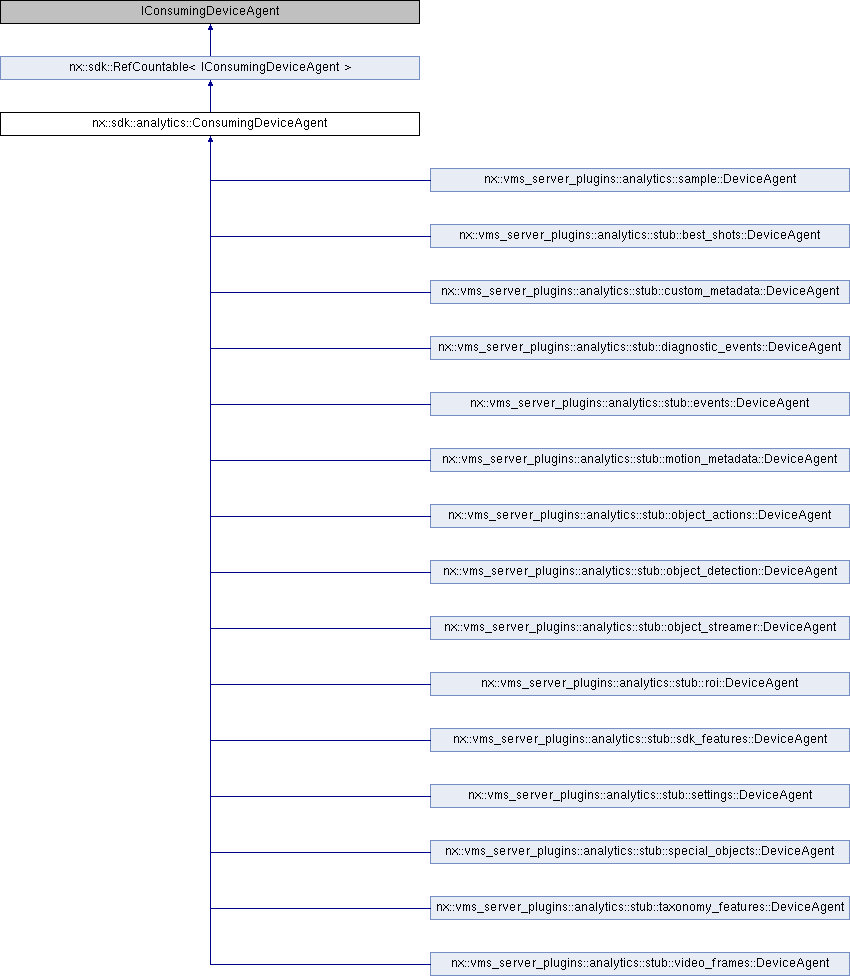 IConsumingDeviceAgent
nx::sdk::RefCountable< IConsumingDeviceAgent >
nx::sdk::analytics::ConsumingDeviceAgent
nx::vms_server_plugins::analytics::sample::DeviceAgent
nx::vms_server_plugins::analytics::stub::best_shots::DeviceAgent
nx::vms_server_plugins::analytics::stub::custom_metadata::DeviceAgent
nx::vms_server_plugins::analytics::stub::diagnostic_events::DeviceAgent
nx::vms_server_plugins::analytics::stub::events::DeviceAgent
nx::vms_server_plugins::analytics::stub::motion_metadata::DeviceAgent
nx::vms_server_plugins::analytics::stub::object_actions::DeviceAgent
nx::vms_server_plugins::analytics::stub::object_detection::DeviceAgent
nx::vms_server_plugins::analytics::stub::object_streamer::DeviceAgent
nx::vms_server_plugins::analytics::stub::roi::DeviceAgent
nx::vms_server_plugins::analytics::stub::sdk_features::DeviceAgent
nx::vms_server_plugins::analytics::stub::settings::DeviceAgent
nx::vms_server_plugins::analytics::stub::special_objects::DeviceAgent
nx::vms_server_plugins::analytics::stub::taxonomy_features::DeviceAgent
nx::vms_server_plugins::analytics::stub::video_frames::DeviceAgent